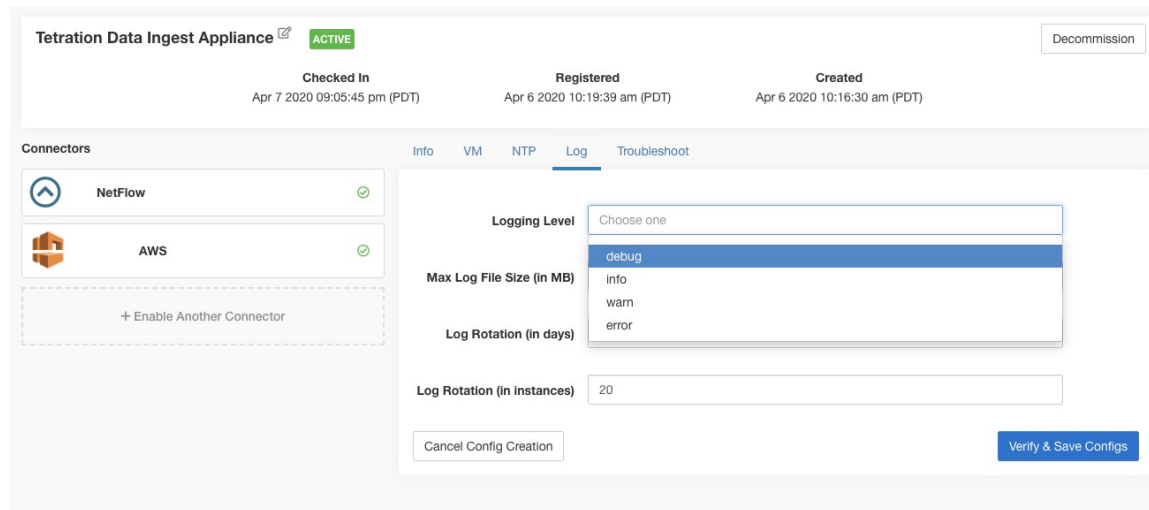 Tetration Data Ingest Appliance ACTIVE
Decommission
Checked In Registered Created
Apr 7 2020 09:05:45 pm (PDT) Apr 6 2020 10:19:39 am (PDT) Apr 6 2020 10:16:30 am (PDT)
Connectors
NetFlow
AWS
+ Enable Another Connector
Info VM NTP Log Troubleshoot
Logging Level Choose one
debug
info
warn
error
Max Log File Size (in MB)
Log Rotation (in days)
Log Rotation (in instances) 20
Cancel Config Creation Verify & Save Configs